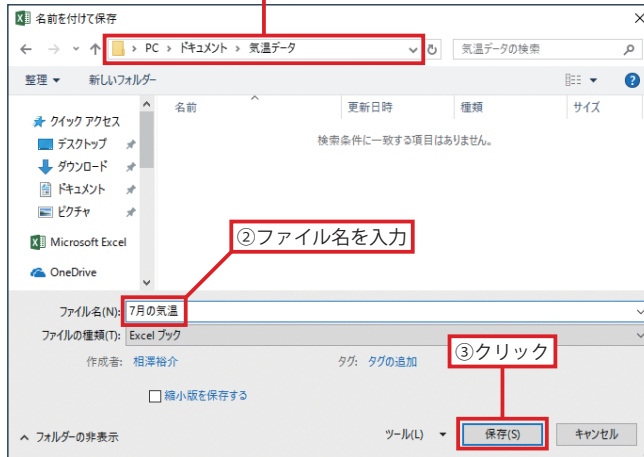 名前を付けて保存
PC › ドキュメント › 気温データ
気温データの検索
整理 新しいフォルダー
名前 更新日時 種類 サイズ
検索条件に一致する項目はありません。
クイック アクセス
デスクトップ
ダウンロード
ドキュメント
ピクチャ
Microsoft Excel
OneDrive
②ファイル名を入力
ファイル名(N): 7月の気温
ファイルの種類(T): Excel ブック
作成者: 相澤裕介 タグ: タグの追加
③クリック
縮小版を保存する
フォルダーの非表示 ツール(L) 保存(S) キャンセル